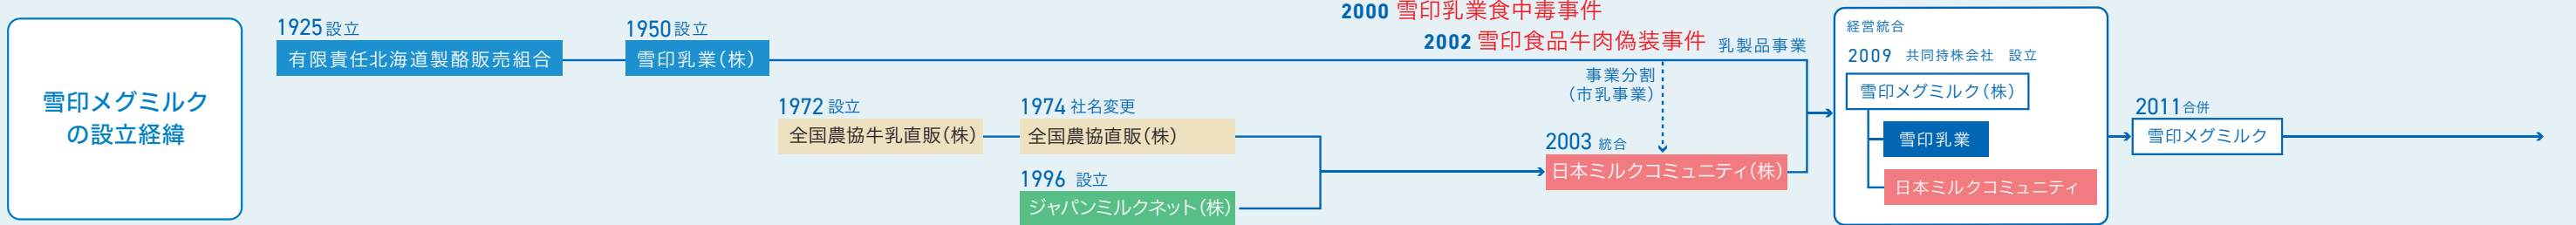 雪印メグミルク
の設立経緯
1925 設立
有限責任北海道製酪販売組合
1950 設立
雪印乳業(株)
2000 雪印乳業食中毒事件
2002 雪印食品牛肉偽装事件
乳製品事業
事業分割
(市乳事業)
1972 設立
全国農協牛乳直販(株)
1974 社名変更
全国農協直販(株)
1996 設立
ジャパンミルクネット(株)
2003 統合
日本ミルクコミュニティ(株)
経営統合
2009 共同持株会社 設立
雪印メグミルク(株)
雪印乳業
日本ミルクコミュニティ
2011 合併
雪印メグミルク